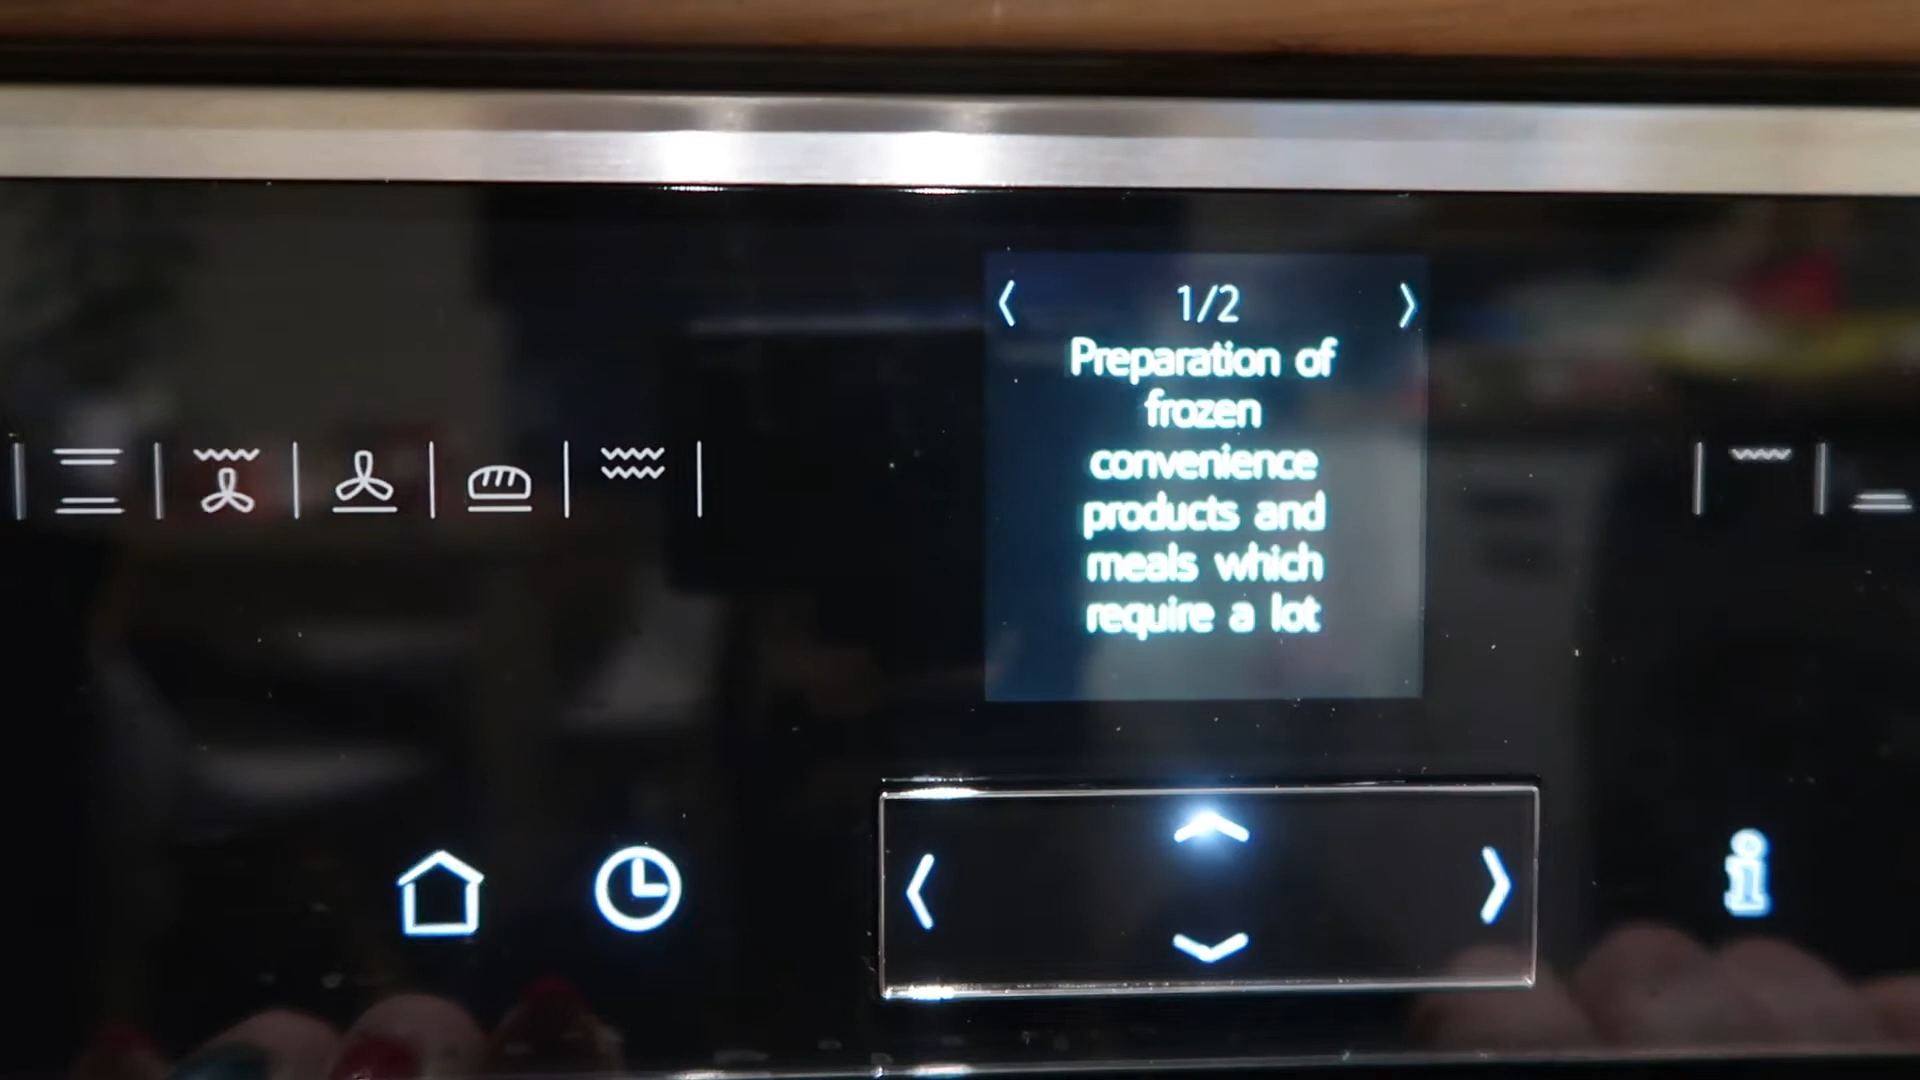 1/2
Preparation of
frozen
convenience
products and
meals which
require a lot